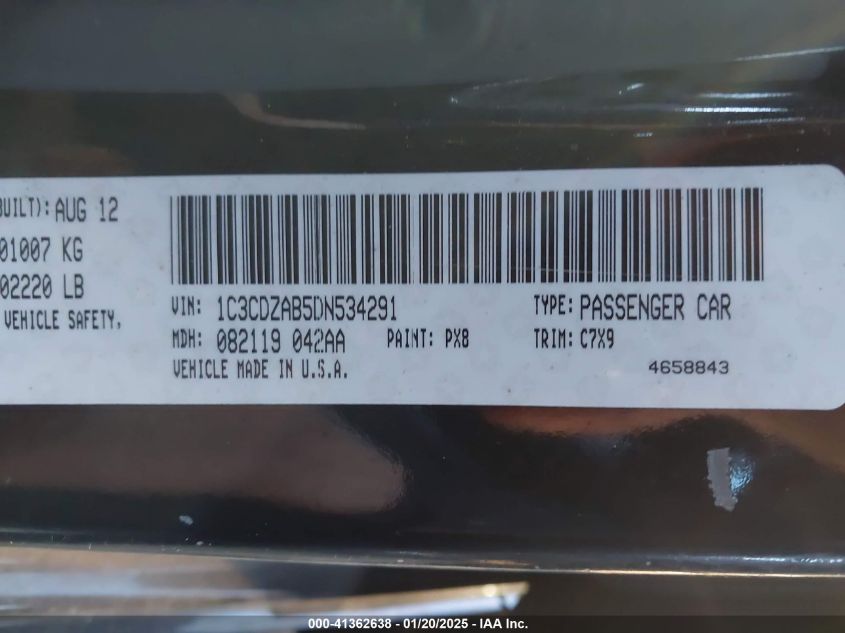 BUILT): AUG 12
01007 KG
02220 LB
VEHICLE SAFETY,
VIN: 1C3CDZAB5DN534291
TYPE: PASSENGER CAR
MDH: 082119 042AA
PAINT: PX8
TRIM: C7X9
VEHICLE MADE IN U.S.A.
4658843
000-41362638 - 01/20/2025 - IAA Inc.